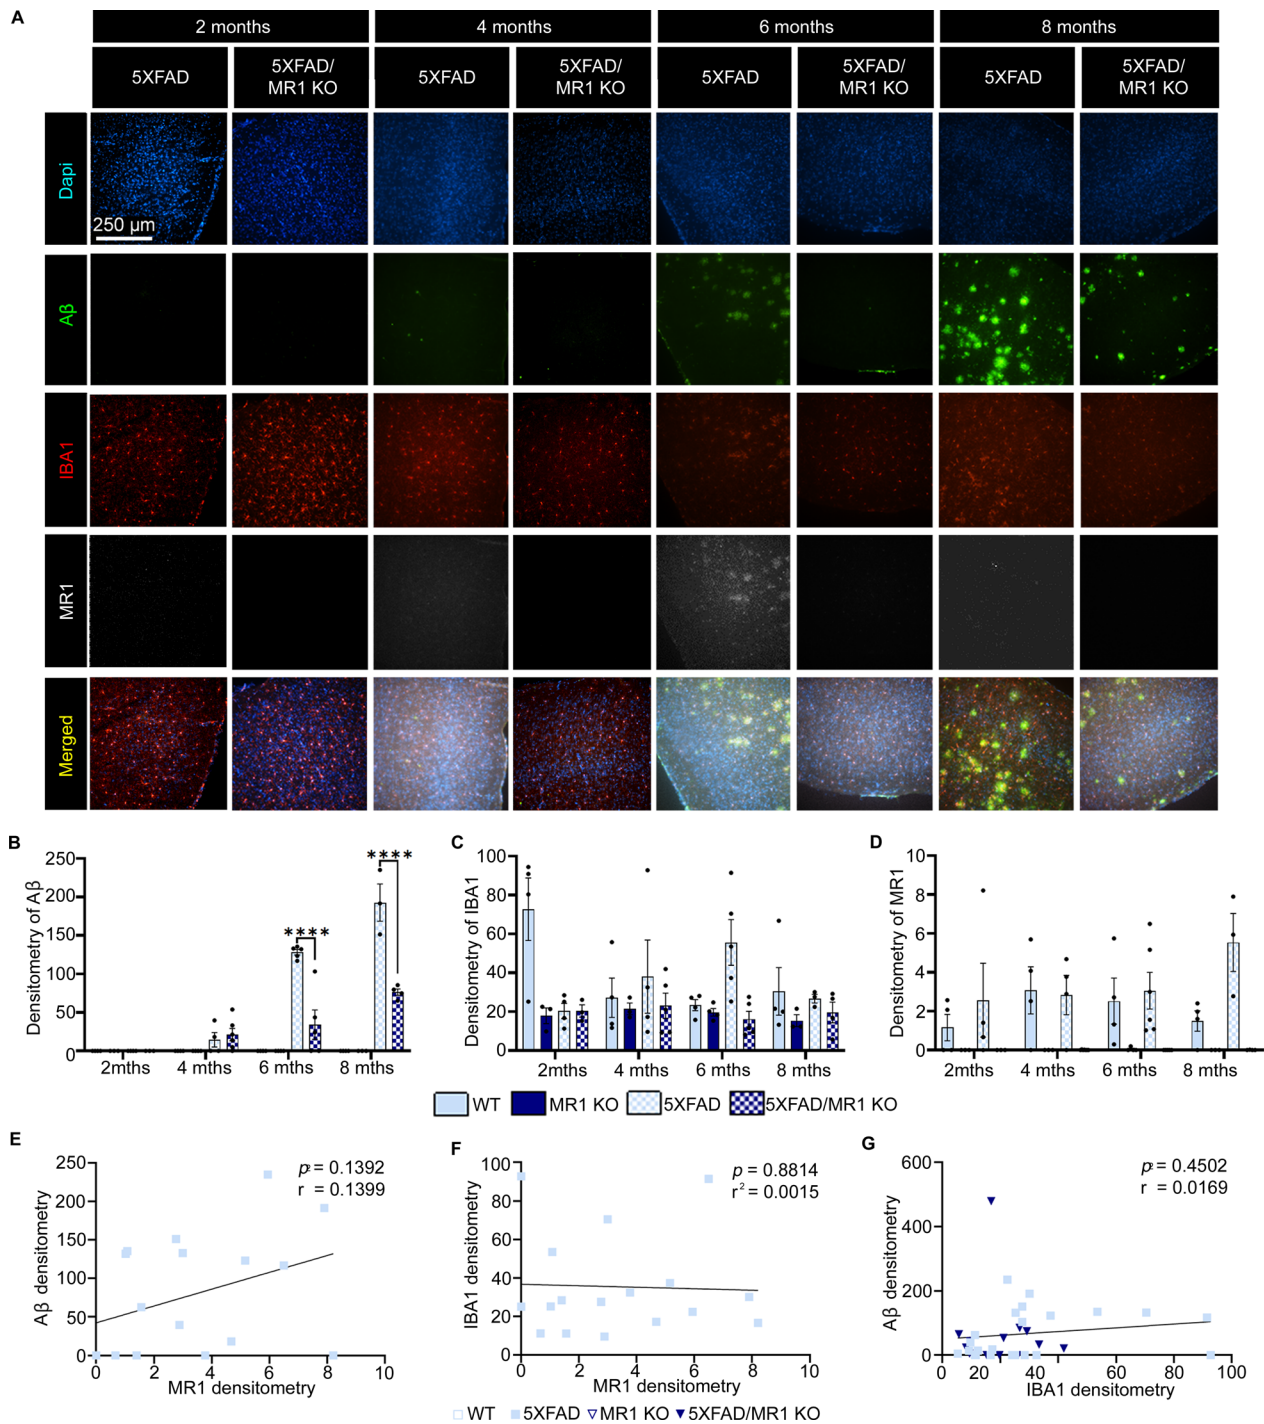 A
2 months
4 months
6 months
8 months
5XFAD
5XFAD/
MR1 KO
5XFAD
5XFAD/
MR1 KO
5XFAD
5XFAD/
MR1 KO
5XFAD
5XFAD/
MR1 KO
Dapi
250 µm
Aβ
IBA1
MR1
Merged
B
Densitometry of Aβ
250
200
150
100
50
0
****
****
2mths
4 mths
6 mths
8 mths
C
Densitometry of IBA1
100
80
60
40
20
0
2mths
4 mths
6 mths
8 mths
D
Densitometry of MR1
10
8
6
4
2
0
2mths
4 mths
6 mths
8 mths
WT
MR1 KO
5XFAD
5XFAD/MR1 KO
E
Aβ densitometry
250
200
150
100
50
0
p = 0.1392
r² = 0.1399
0
2
4
6
8
10
MR1 densitometry
F
IBA1 densitometry
100
80
60
40
20
0
p = 0.8814
r² = 0.0015
0
2
4
6
8
10
MR1 densitometry
G
Aβ densitometry
600
400
200
0
p = 0.4502
r² = 0.0169
0
20
40
60
80
100
IBA1 densitometry
WT
5XFAD
MR1 KO
5XFAD/MR1 KO